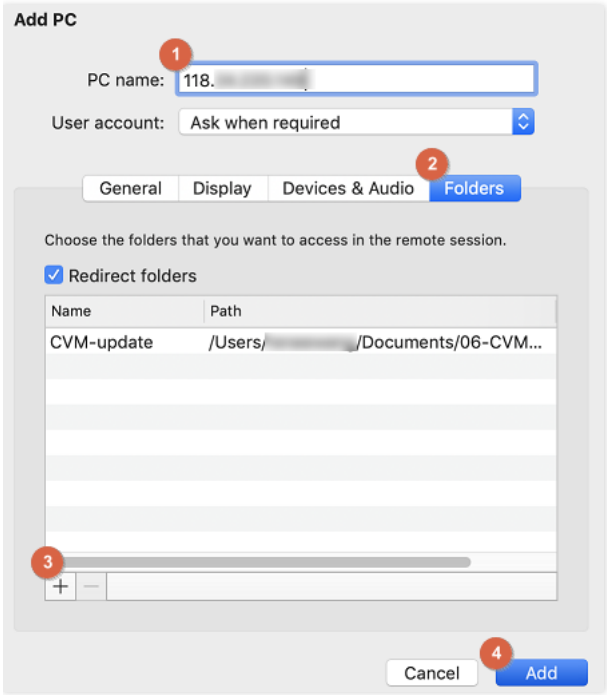 Add PC
1
PC name: 118.
User account: Ask when required
2
General Display Devices & Audio Folders
Choose the folders that you want to access in the remote session.
Redirect folders
Name Path
CVM-update /Users/ /Documents/06-CVM...
3
+ −
4
Cancel Add